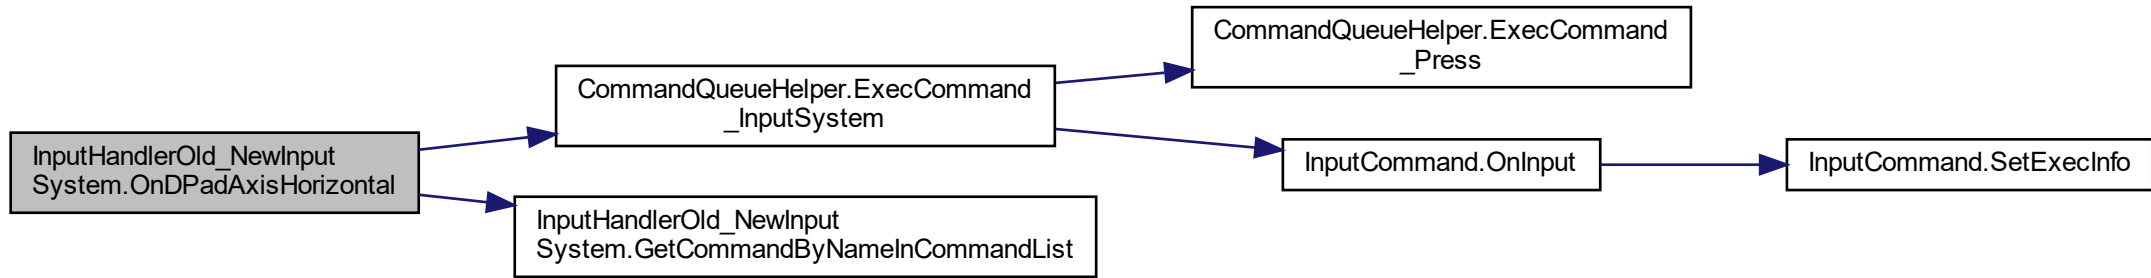 InputHandlerOld_NewInput
System.OnDPadAxisHorizontal
CommandQueueHelper.ExecCommand
_InputSystem
CommandQueueHelper.ExecCommand
_Press
InputCommand.OnInput
InputCommand.SetExecInfo
InputHandlerOld_NewInput
System.GetCommandByNameInCommandList